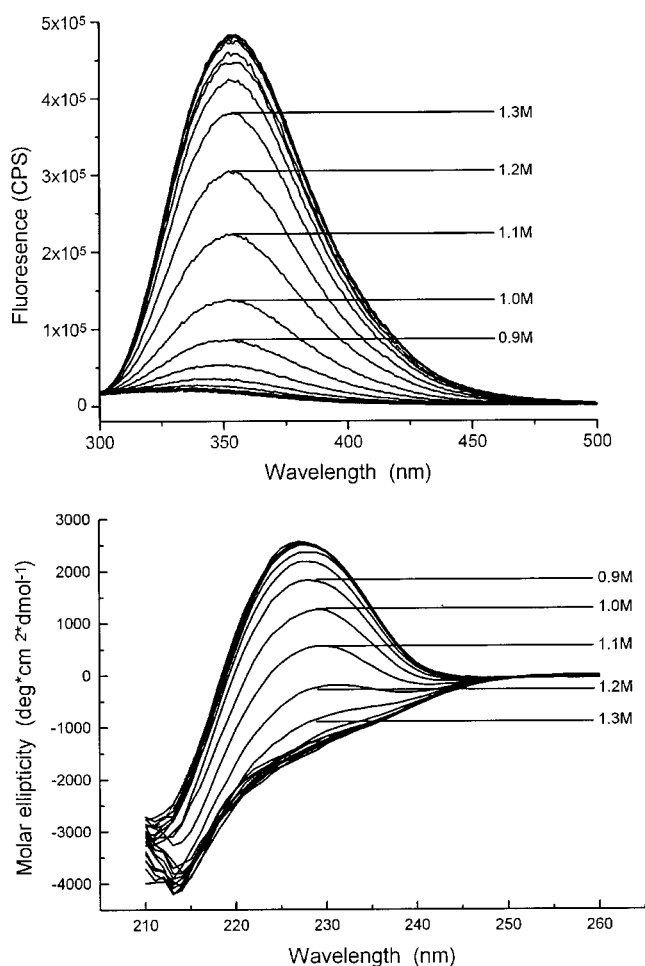 5x10⁵
4x10⁵
3x10⁵
2x10⁵
1x10⁵
0
Fluoresence (CPS)
1.3M
1.2M
1.1M
1.0M
0.9M
300
350
400
450
500
Wavelength (nm)
3000
2000
1000
0
-1000
-2000
-3000
-4000
Molar ellipticity (deg*cm 2*dmol-1)
0.9M
1.0M
1.1M
1.2M
1.3M
210
220
230
240
250
260
Wavelength (nm)